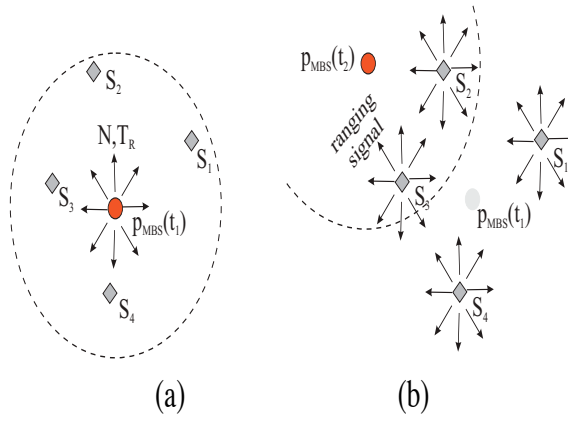 S2
S1
N,TR
S3
pMBS(t1)
S4
(a)
pMBS(t2)
S2
ranging
signal
S1
S3
pMBS(t1)
S4
(b)